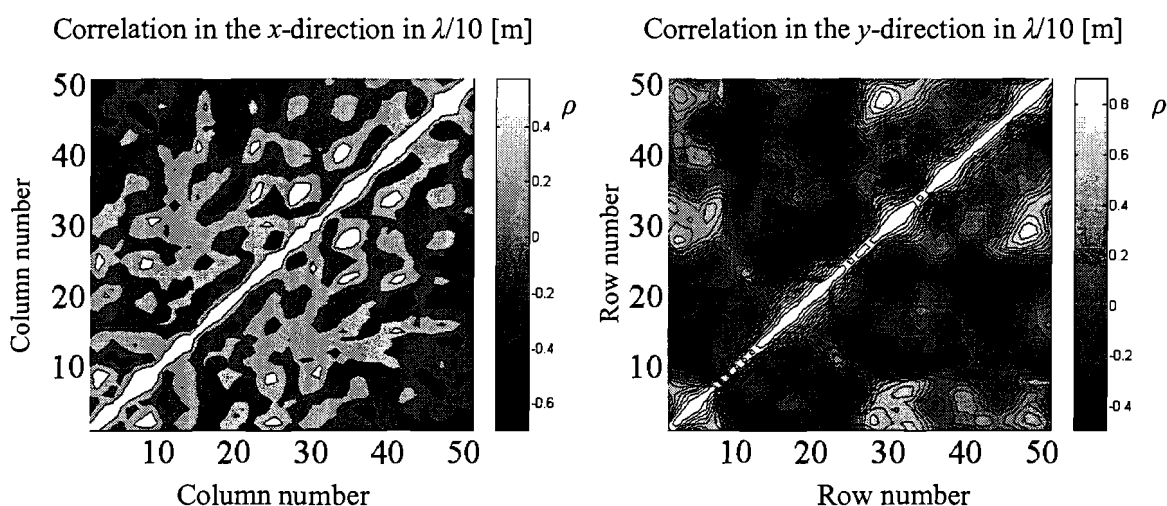 Correlation in the x-direction in λ/10 [m]
50
40
30
20
10
Column number
10 20 30 40 50
Column number
ρ
0.4
0.2
0
-0.2
-0.4
-0.6
Correlation in the y-direction in λ/10 [m]
50
40
30
20
10
Row number
10 20 30 40 50
Row number
ρ
0.8
0.6
0.4
0.2
0
-0.2
-0.4